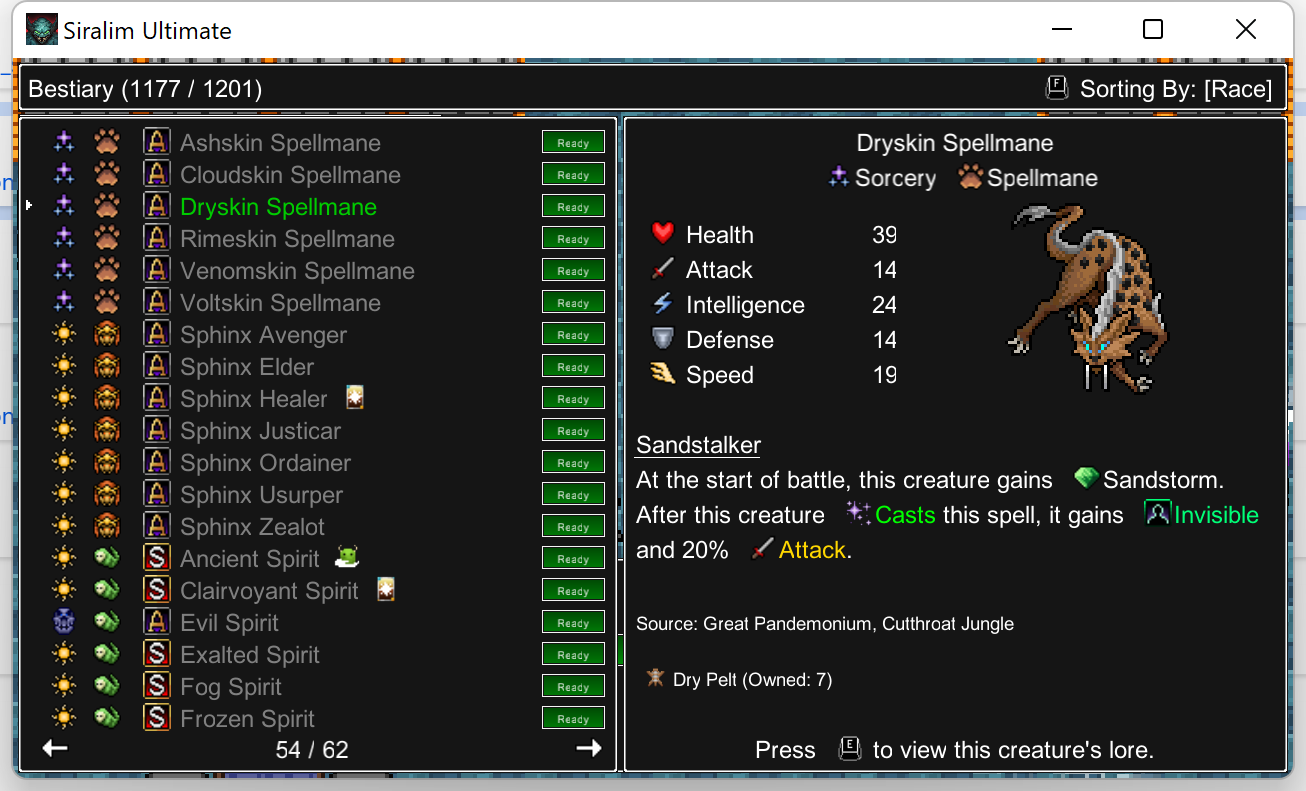 Siralim Ultimate
Bestiary (1177 / 1201)
F Sorting By: [Race]
A Ashskin Spellmane Ready
A Cloudskin Spellmane Ready
A Dryskin Spellmane Ready
A Rimeskin Spellmane Ready
A Venomskin Spellmane Ready
A Voltskin Spellmane Ready
A Sphinx Avenger Ready
A Sphinx Elder Ready
A Sphinx Healer Ready
A Sphinx Justicar Ready
A Sphinx Ordainer Ready
A Sphinx Usurper Ready
A Sphinx Zealot Ready
S Ancient Spirit Ready
S Clairvoyant Spirit Ready
A Evil Spirit Ready
S Exalted Spirit Ready
S Fog Spirit Ready
S Frozen Spirit Ready
54 / 62
Dryskin Spellmane
Sorcery Spellmane
Health 39
Attack 14
Intelligence 24
Defense 14
Speed 19
Sandstalker
At the start of battle, this creature gains Sandstorm.
After this creature Casts this spell, it gains Invisible
and 20% Attack.
Source: Great Pandemonium, Cutthroat Jungle
Dry Pelt (Owned: 7)
Press E to view this creature's lore.